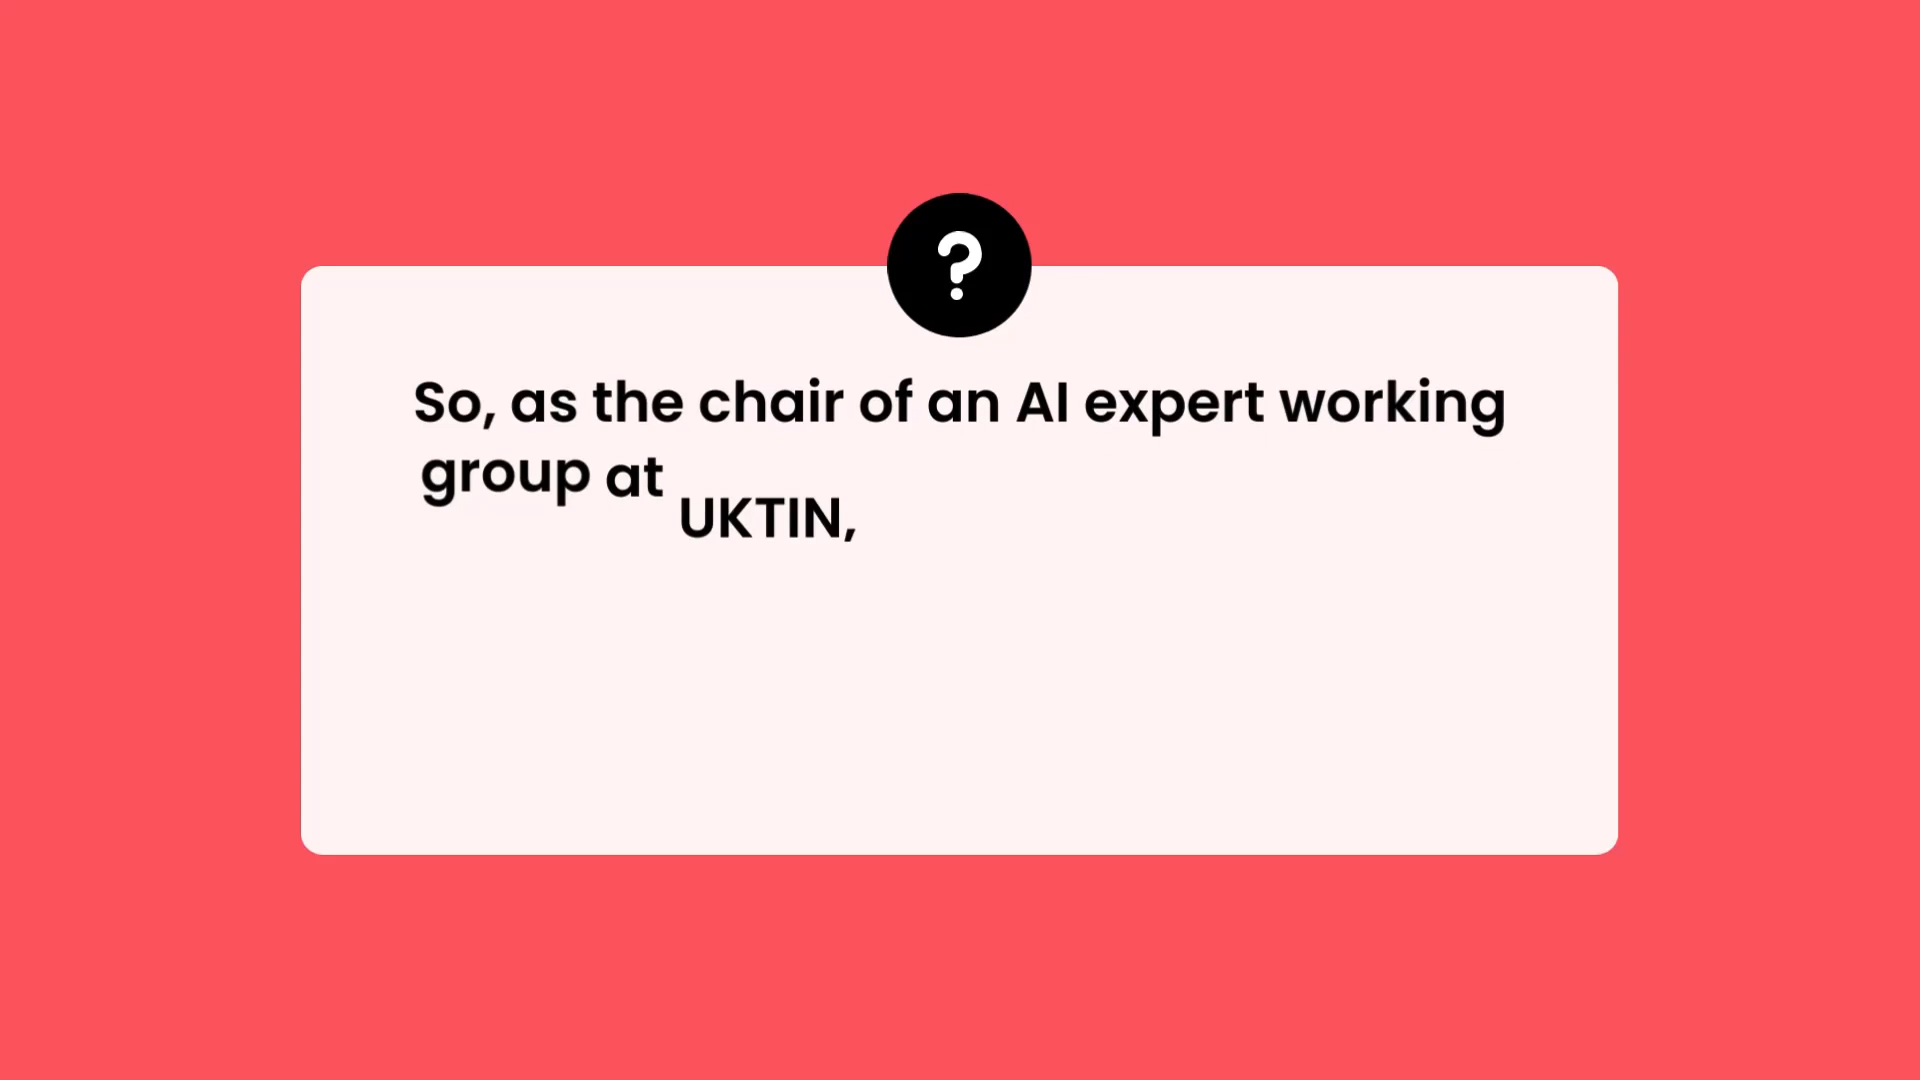 ?
So, as the chair of an AI expert working
group at UKTIN,